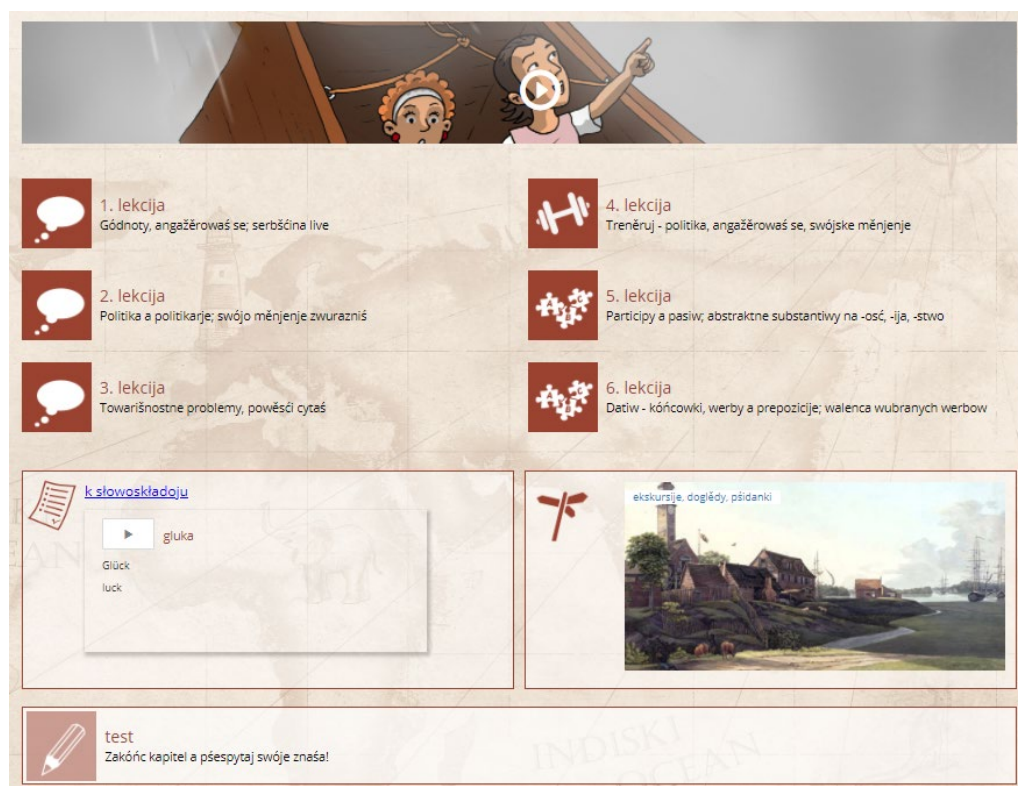 1. lekcija
Gódnoty, angažěrowaś se; serbšćina live
2. lekcija
Politika a politikarje; swójo měnjenje zwurazniś
3. lekcija
Towarišnostne problemy, powěsći cytaś
4. lekcija
Treněruj - politika, angažěrowaś se, swójske měnjenje
5. lekcija
Participy a pasiw; abstraktne substantiwy na -osć, -ija, -stwo
6. lekcija
Datiw - kóńcowki, werby a prepozicije; walenca wubranych werbow
k słowoskładoju
gluka
Glück
luck
ekskursije, doglědy, pśidanki
test
Zakóńc kapitel a pśespytaj swóje znaśa!
INDISKI
OCEAN